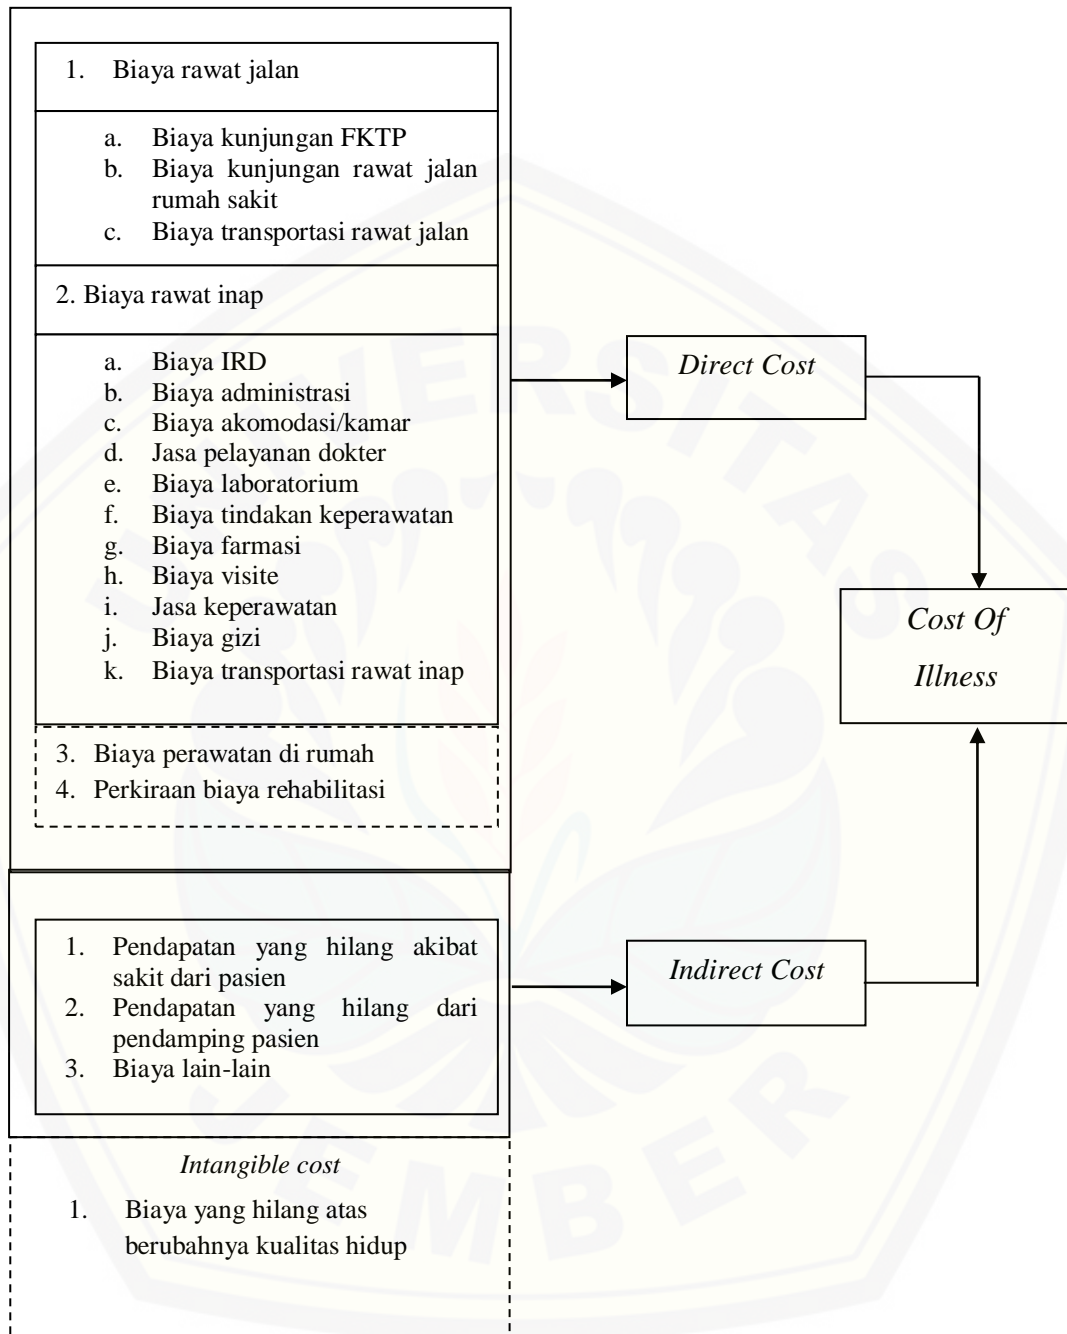 1. Biaya rawat jalan
a. Biaya kunjungan FKTP
b. Biaya kunjungan rawat jalan
rumah sakit
c. Biaya transportasi rawat jalan
2. Biaya rawat inap
a. Biaya IRD
b. Biaya administrasi
c. Biaya akomodasi/kamar
d. Jasa pelayanan dokter
e. Biaya laboratorium
f. Biaya tindakan keperawatan
g. Biaya farmasi
h. Biaya visite
i. Jasa keperawatan
j. Biaya gizi
k. Biaya transportasi rawat inap
3. Biaya perawatan di rumah
4. Perkiraan biaya rehabilitasi
Direct Cost
Cost Of
Illness
1. Pendapatan yang hilang akibat
sakit dari pasien
2. Pendapatan yang hilang dari
pendamping pasien
3. Biaya lain-lain
Indirect Cost
Intangible cost
1. Biaya yang hilang atas
berubahnya kualitas hidup
UNIVERSITAS
JEMBER